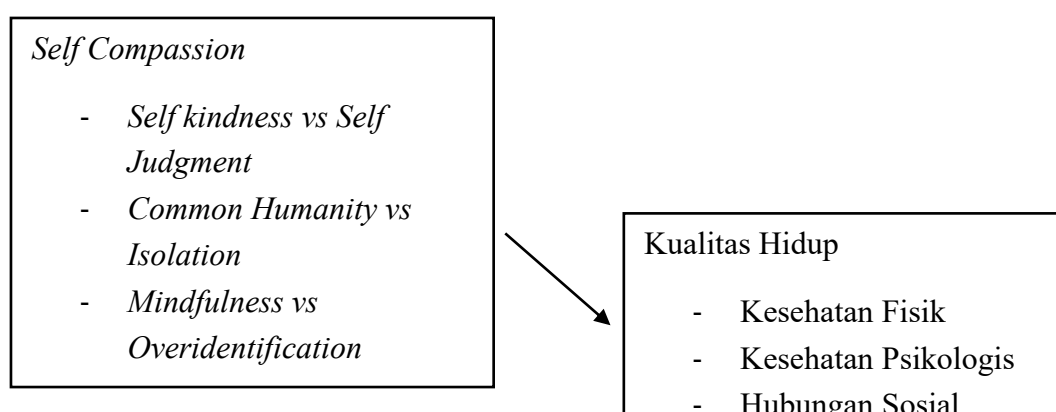 Self Compassion
- Self kindness vs Self
Judgment
- Common Humanity vs
Isolation
- Mindfulness vs
Overidentification
Kualitas Hidup
- Kesehatan Fisik
- Kesehatan Psikologis
- Hubungan Sosial